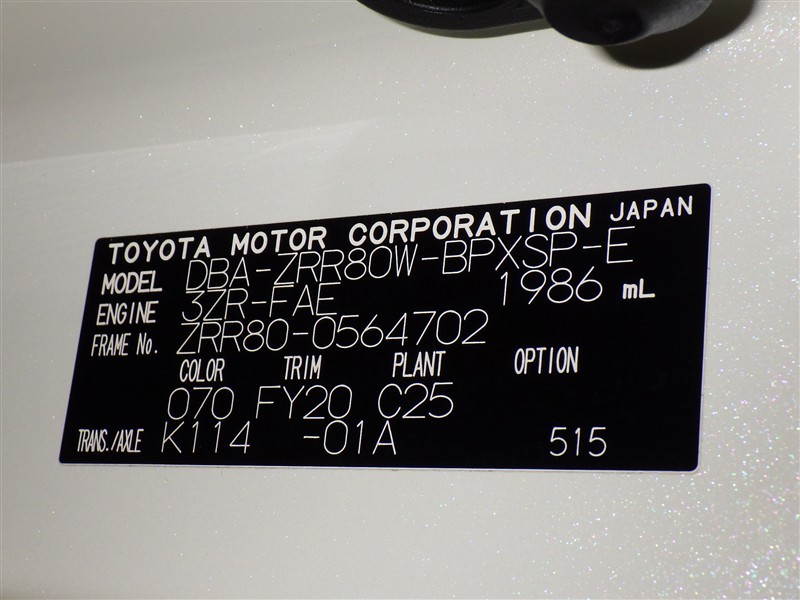 TOYOTA MOTOR CORPORATION JAPAN
MODEL DBA-ZRR80W-BPXSP-E
ENGINE 3ZR-FAE 1986 mL
FRAME No. ZRR80-0564702
COLOR TRIM PLANT OPTION
070 FY20 C25
TRANS./AXLE K114 -01A 515